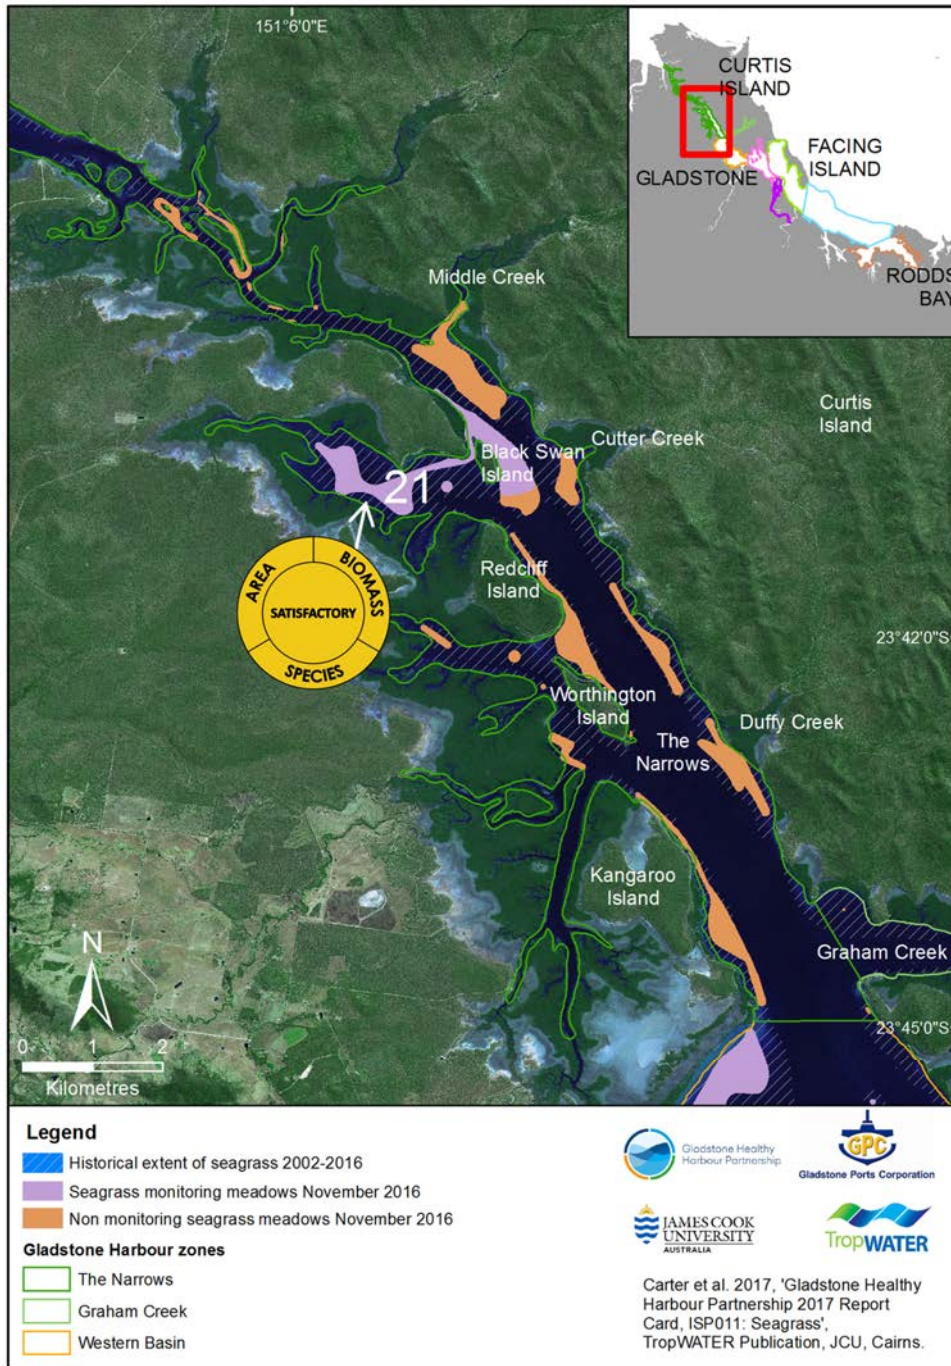 151°6'0"E
CURTIS
ISLAND
FACING
ISLAND
GLADSTONE
RODDS
BAY
Middle Creek
Curtis
Island
Cutter Creek
Black Swan
Island
21
Redcliff
Island
AREA
BIOMASS
SATISFACTORY
SPECIES
23°42'0"S
Worthington
Island
Duffy Creek
The
Narrows
Kangaroo
Island
Graham Creek
N
23°45'0"S
0 1 2
Kilometres
Legend
Historical extent of seagrass 2002-2016
Seagrass monitoring meadows November 2016
Non monitoring seagrass meadows November 2016
Gladstone Harbour zones
The Narrows
Graham Creek
Western Basin
Gladstone Healthy
Harbour Partnership
GPC
Gladstone Ports Corporation
JAMES COOK
UNIVERSITY
AUSTRALIA
TropWATER
Carter et al. 2017, 'Gladstone Healthy
Harbour Partnership 2017 Report
Card, ISP011: Seagrass',
TropWATER Publication, JCU, Cairns.